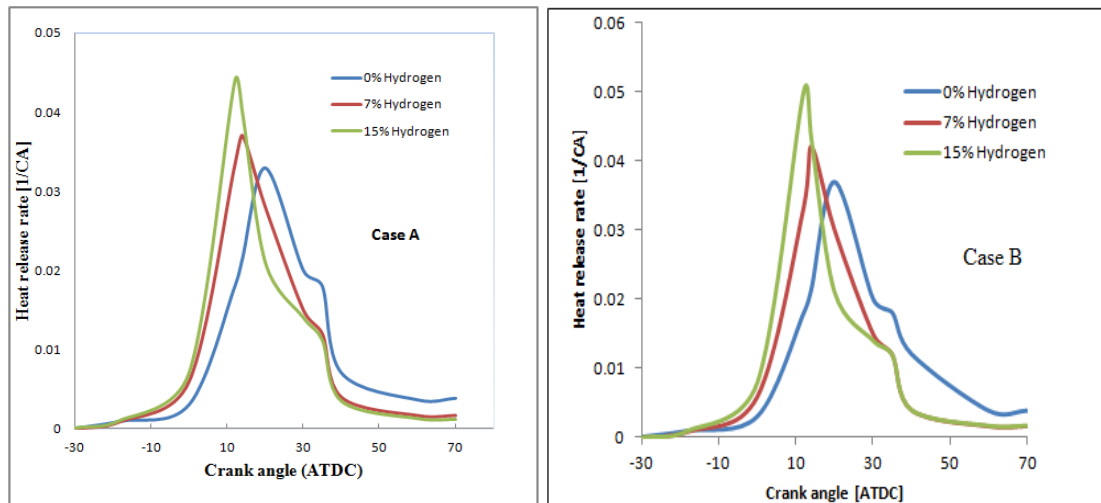 0.05
0.04
0.03
0.02
0.01
0
-30
-10
10
30
50
70
Heat release rate [1/CA]
Crank angle (ATDC)
0% Hydrogen
7% Hydrogen
15% Hydrogen
Case A
0.06
0.05
0.04
0.03
0.02
0.01
0
-30
-10
10
30
50
70
Heat release rate [1/CA]
Crank angle [ATDC]
0% Hydrogen
7% Hydrogen
15% Hydrogen
Case B